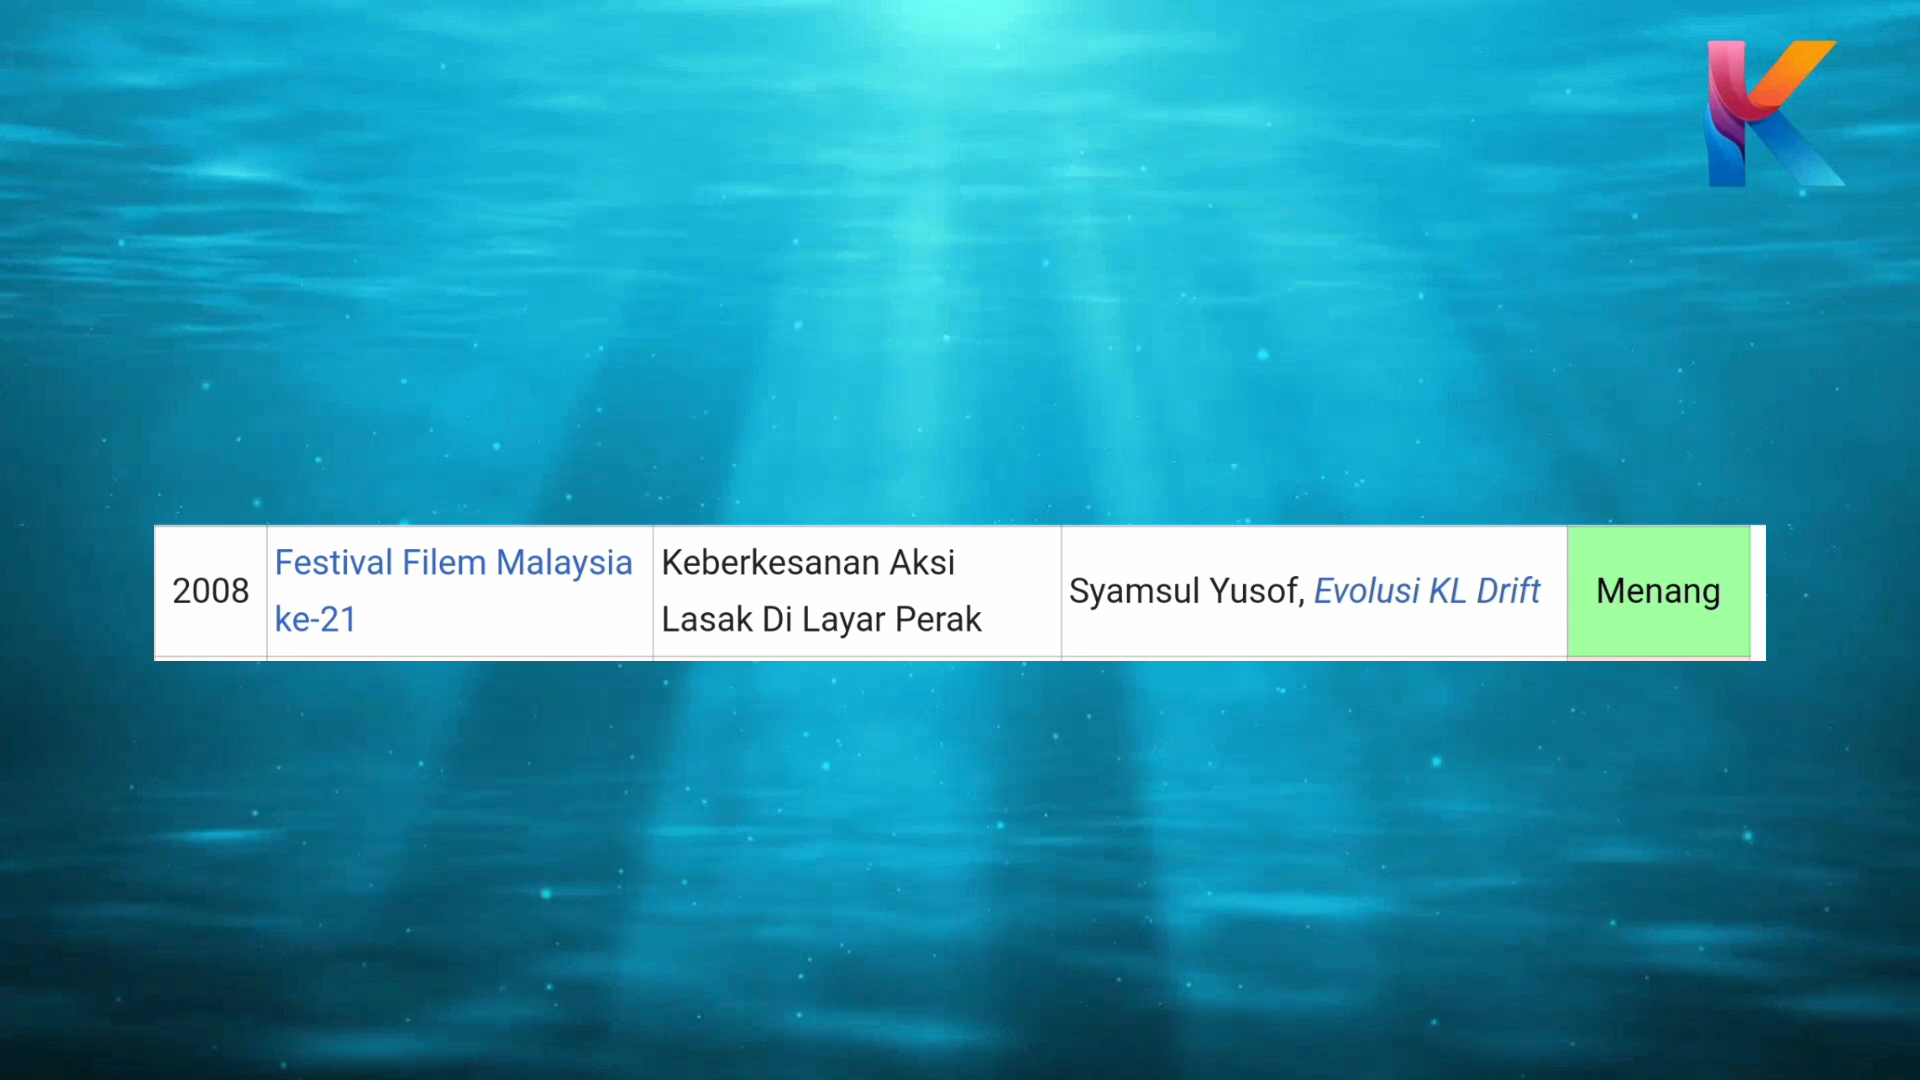 2008
Festival Filem Malaysia
ke-21
Keberkesanan Aksi
Lasak Di Layar Perak
Syamsul Yusof, Evolusi KL Drift
Menang
K